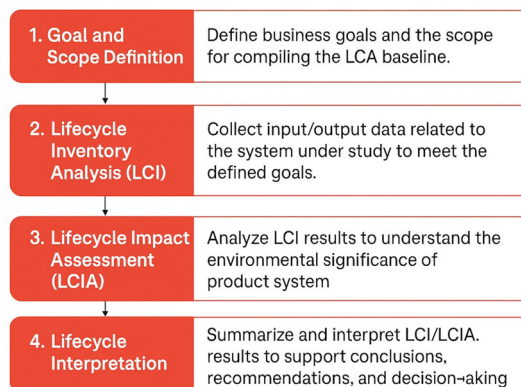 1. Goal and
Scope Definition
Define business goals and the scope
for compiling the LCA baseline.
2. Lifecycle
Inventory
Analysis (LCI)
Collect input/output data related to
the system under study to meet the
defined goals.
3. Lifecycle Impact
Assessment
(LCIA)
Analyze LCI results to understand the
environmental significance of
product system
4. Lifecycle
Interpretation
Summarize and interpret LCI/LCIA.
results to support conclusions,
recommendations, and decision¬aking